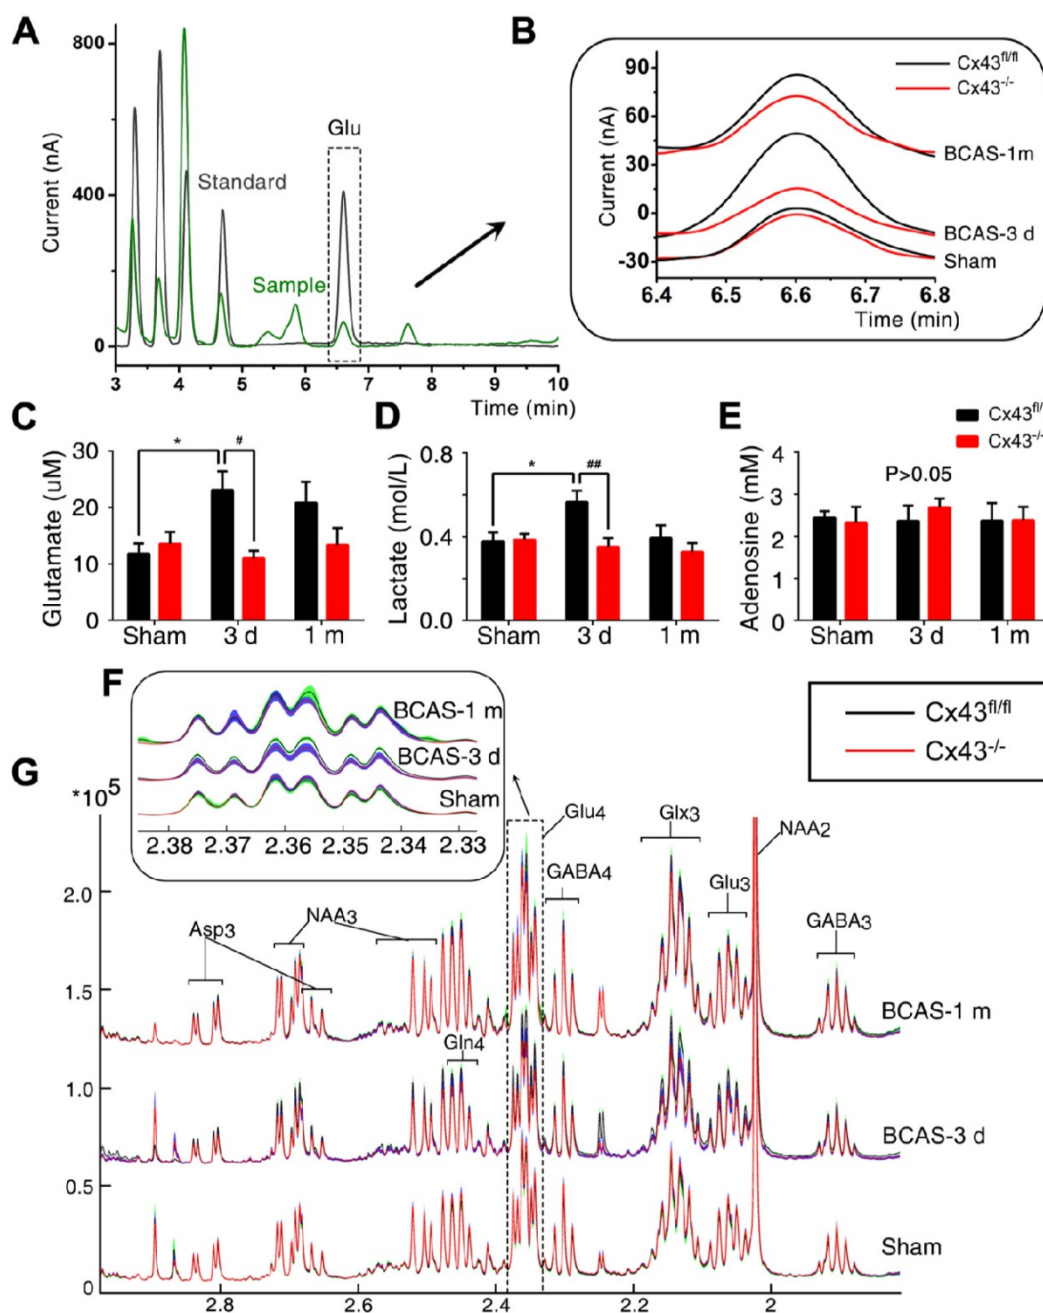 A
800
400
0
Current (nA)
Standard
Sample
Glu
3 4 5 6 7 8 9 10
Time (min)
B
90
60
30
0
-30
Current (nA)
Cx43fl/fl
Cx43-/-
BCAS-1m
BCAS-3 d
Sham
6.4 6.5 6.6 6.7 6.8
Time (min)
C
30
20
10
0
Glutamate (uM)
* #
Sham 3 d 1 m
D
0.8
0.4
0.0
Lactate (mol/L)
* ##
Sham 3 d 1 m
E
Cx43fl/
Cx43-/-
4
3
2
1
0
Adenosine (mM)
P>0.05
Sham 3 d 1 m
F
BCAS-1 m
BCAS-3 d
Sham
2.38 2.37 2.36 2.35 2.34 2.33
Cx43fl/fl
Cx43-/-
G
*105
2.0
1.5
1.0
0.5
0
Asp3
NAA3
Gln4
Glu4
GABA4
Glx3
Glu3
NAA2
GABA3
BCAS-1 m
BCAS-3 d
Sham
2.8 2.6 2.4 2.2 2